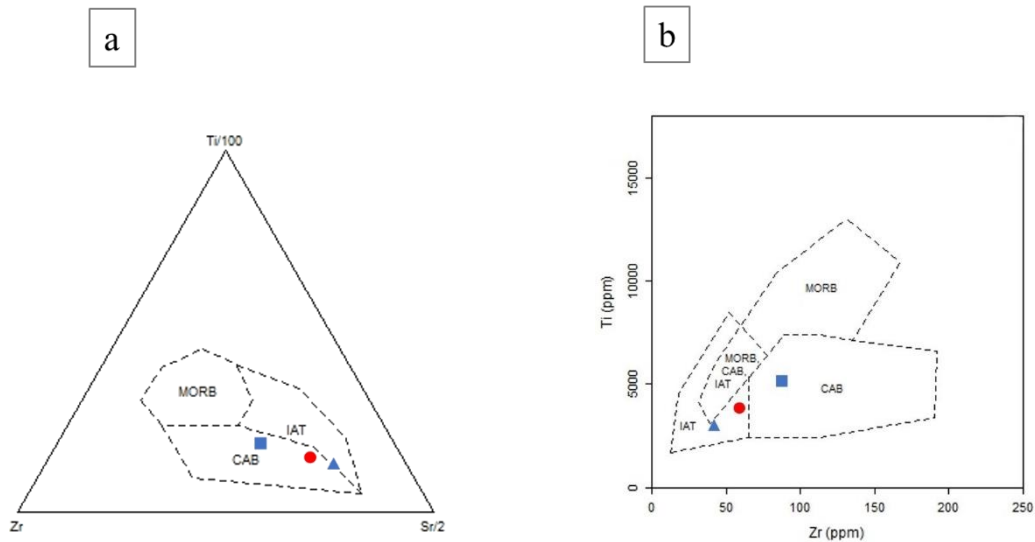 a
Ti/100
MORB
IAT
CAB
Zr
Sr/2
b
Ti (ppm)
15000
10000
5000
0
MORB
MORB,
CAB,
IAT
IAT
CAB
0
50
100
150
200
250
Zr (ppm)